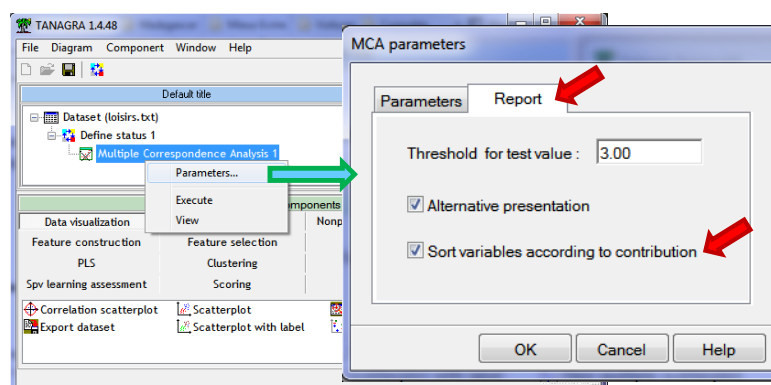 TANAGRA 1.4.48
File Diagram Component Window Help
Default title
Dataset (loisirs.txt)
Define status 1
Multiple Correspondence Analysis 1
Parameters...
Execute
View
Data visualization
Feature construction Feature selection
PLS Clustering
Spv learning assessment Scoring
Correlation scatterplot Scatterplot
Export dataset Scatterplot with label
MCA parameters
Parameters Report
Threshold for test value : 3.00
Alternative presentation
Sort variables according to contribution
OK Cancel Help